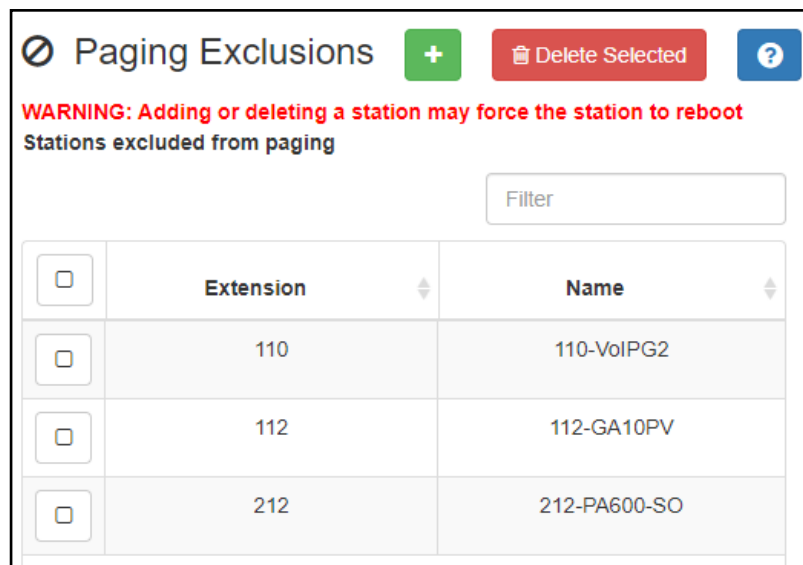 Paging Exclusions + Delete Selected ?
WARNING: Adding or deleting a station may force the station to reboot
Stations excluded from paging
Filter
Extension Name
110 110-VoIPG2
112 112-GA10PV
212 212-PA600-SO